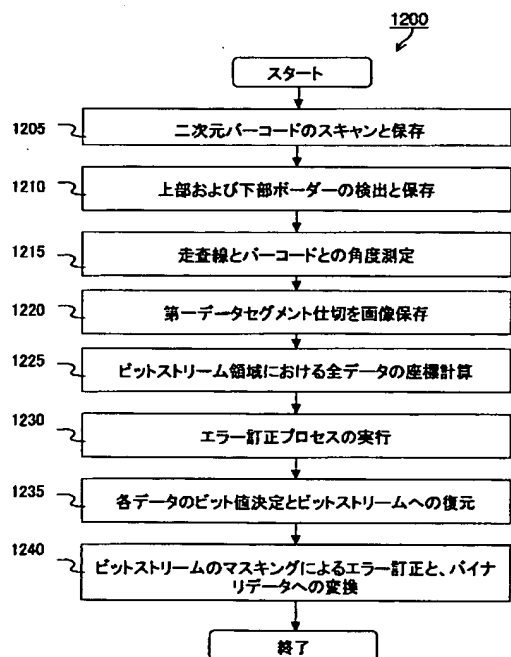 1200
スタート
1205
二次元バーコードのスキャンと保存
1210
上部および下部ボーダーの検出と保存
1215
走査線とバーコードとの角度測定
1220
第一データセグメント仕切を画像保存
1225
ビットストリーム領域における全データの座標計算
1230
エラー訂正プロセスの実行
1235
各データのビット値決定とビットストリームへの復元
1240
ビットストリームのマスキングによるエラー訂正と、バイナ
リデータへの変換
終了